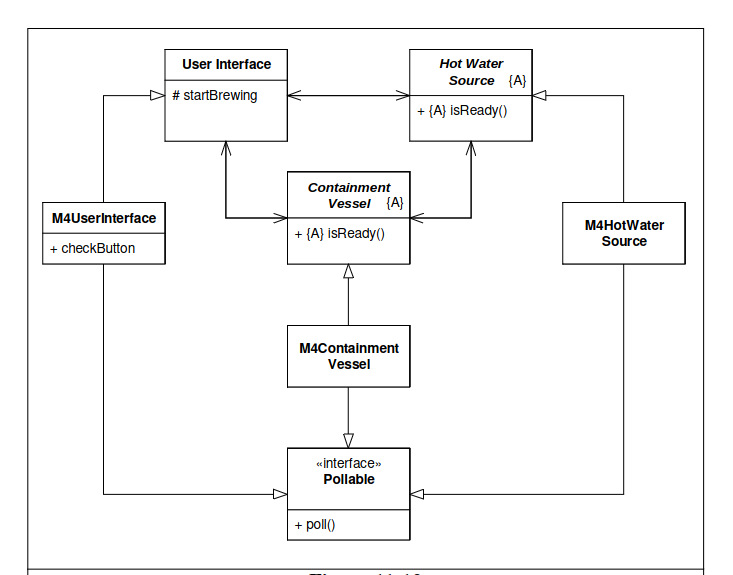 User Interface
# startBrewing
Hot Water
Source {A}
+ {A} isReady()
Containment
Vessel {A}
+ {A} isReady()
M4UserInterface
+ checkButton
M4HotWater
Source
M4Containment
Vessel
«interface»
Pollable
+ poll()